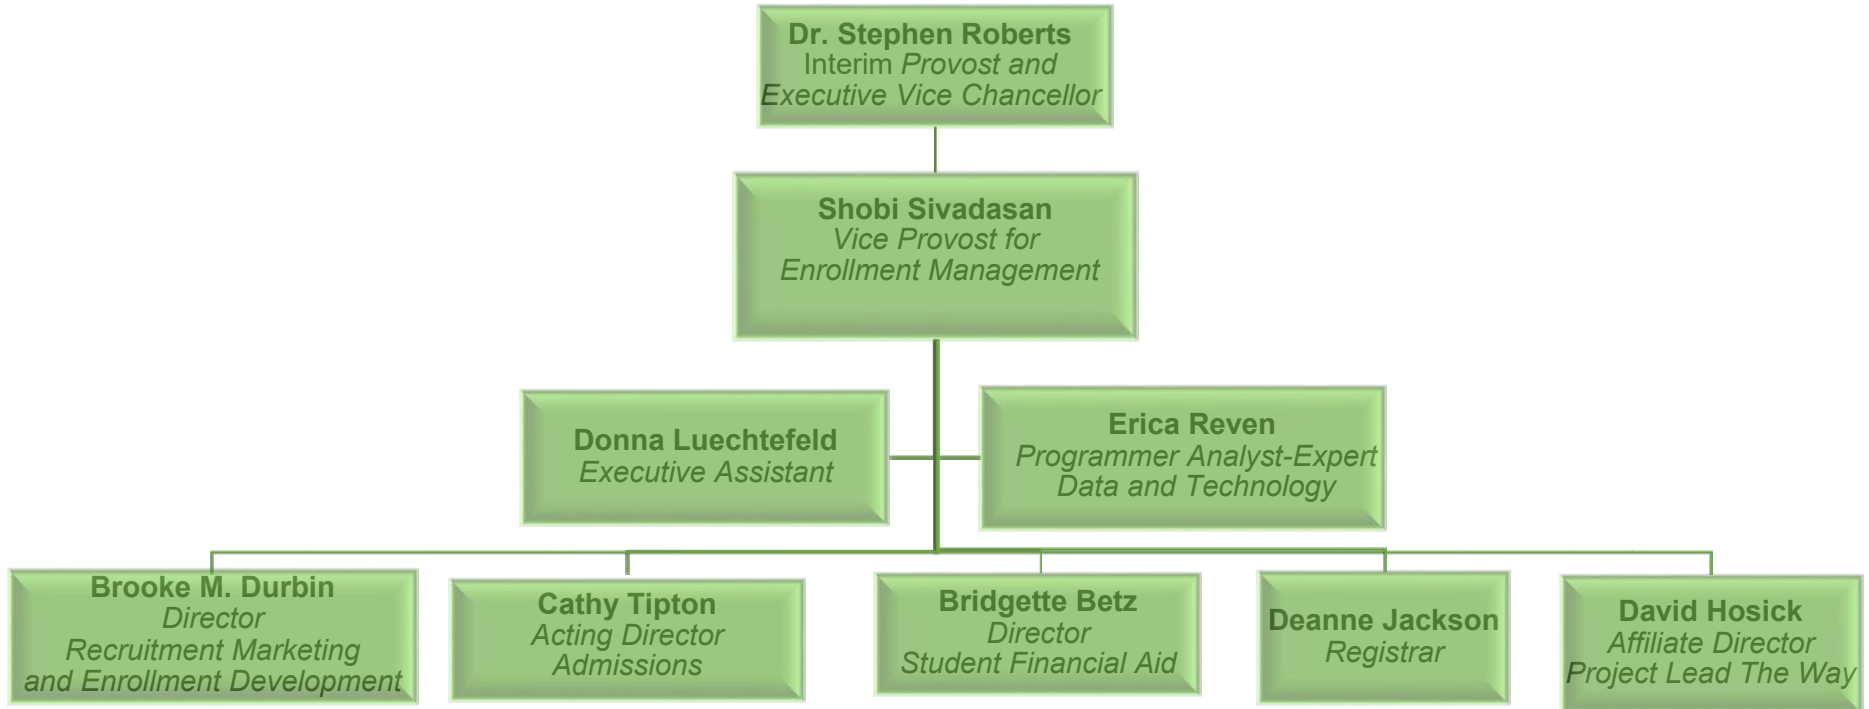 Dr. Stephen Roberts
Interim Provost and
Executive Vice Chancellor
Shobi Sivadasan
Vice Provost for
Enrollment Management
Donna Luechtefeld
Executive Assistant
Erica Reven
Programmer Analyst-Expert
Data and Technology
Brooke M. Durbin
Director
Recruitment Marketing
and Enrollment Development
Cathy Tipton
Acting Director
Admissions
Bridgette Betz
Director
Student Financial Aid
Deanne Jackson
Registrar
David Hosick
Affiliate Director
Project Lead The Way